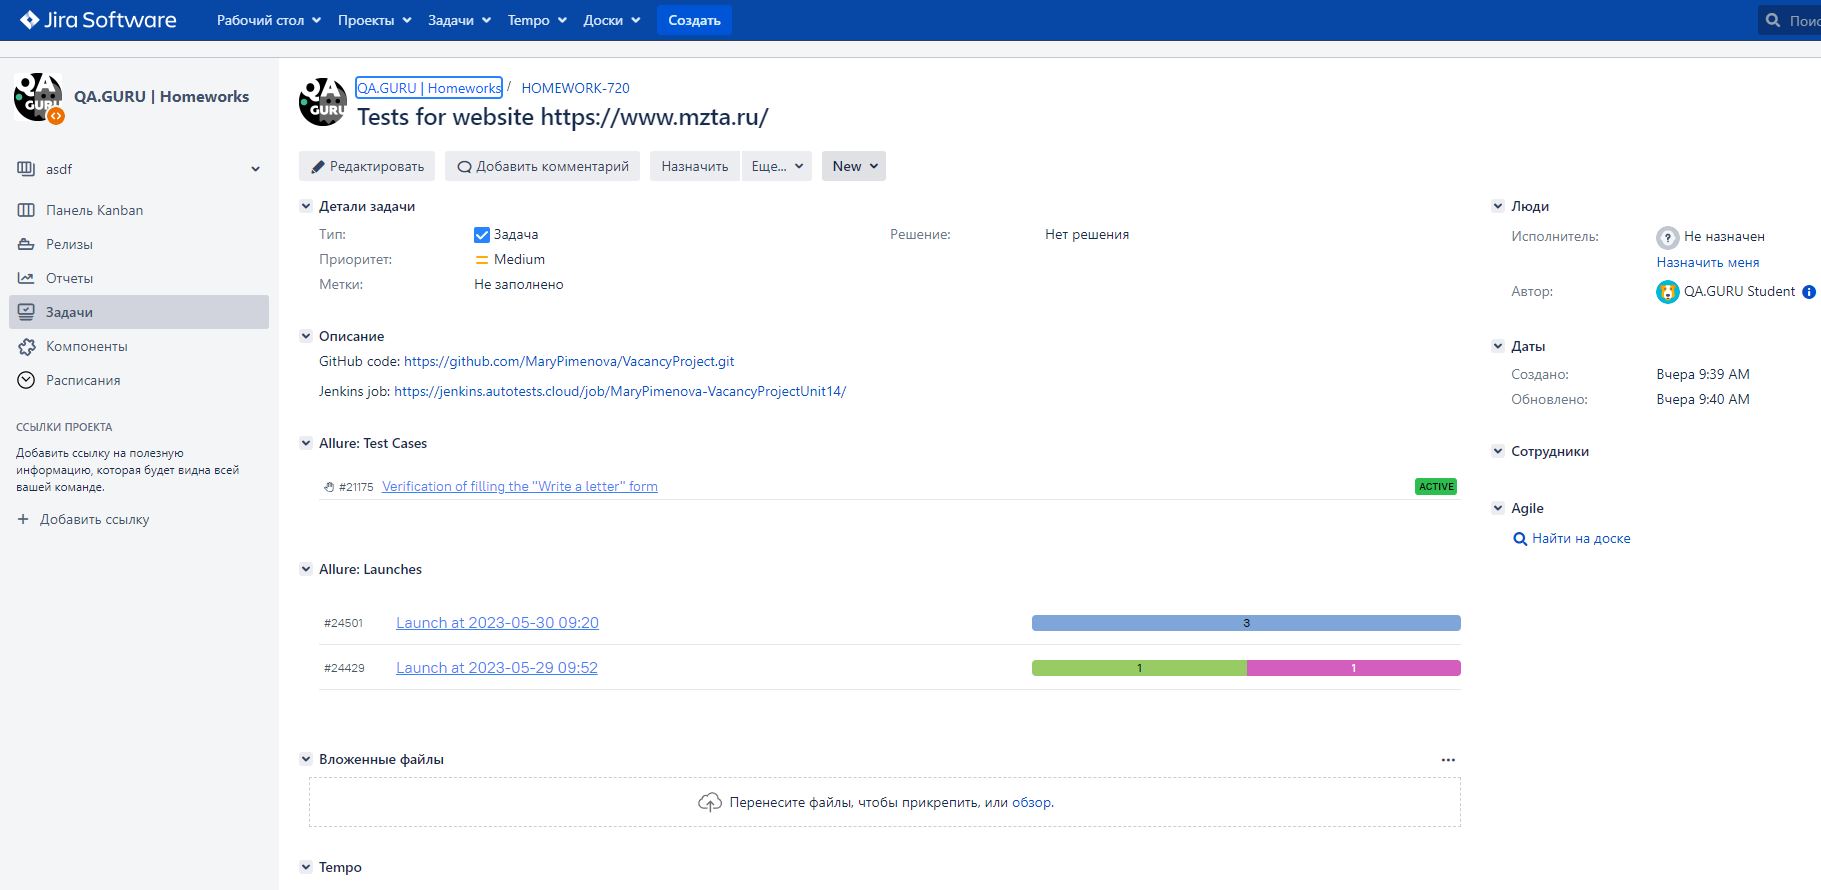 Jira Software
Рабочий стол Проекты Задачи Tempo Доски Создать
QA GURU
QA.GURU | Homeworks
asdf
Панель Kanban
Релизы
Отчеты
Задачи
Компоненты
Расписания
ССЫЛКИ ПРОЕКТА
Добавить ссылку на полезную
информацию, которая будет видна всей
вашей команде.
+ Добавить ссылку
QA GURU
QA.GURU | Homeworks / HOMEWORK-720
Tests for website https://www.mzta.ru/
Редактировать Добавить комментарий Назначить Еще... New
Детали задачи
Тип: Задача Решение: Нет решения
Приоритет: Medium
Метки: Не заполнено
Описание
GitHub code: https://github.com/MaryPimenova/VacancyProject.git
Jenkins job: https://jenkins.autotests.cloud/job/MaryPimenova-VacancyProjectUnit14/
Allure: Test Cases
#21175 Verification of filling the "Write a letter" form ACTIVE
Allure: Launches
#24501 Launch at 2023-05-30 09:20 3
#24429 Launch at 2023-05-29 09:52 1 1
Вложенные файлы
Перенесите файлы, чтобы прикрепить, или обзор.
Tempo
Люди
Исполнитель: Не назначен
Назначить меня
Автор: QA.GURU Student
Даты
Создано: Вчера 9:39 AM
Обновлено: Вчера 9:40 AM
Сотрудники
Agile
Найти на доске